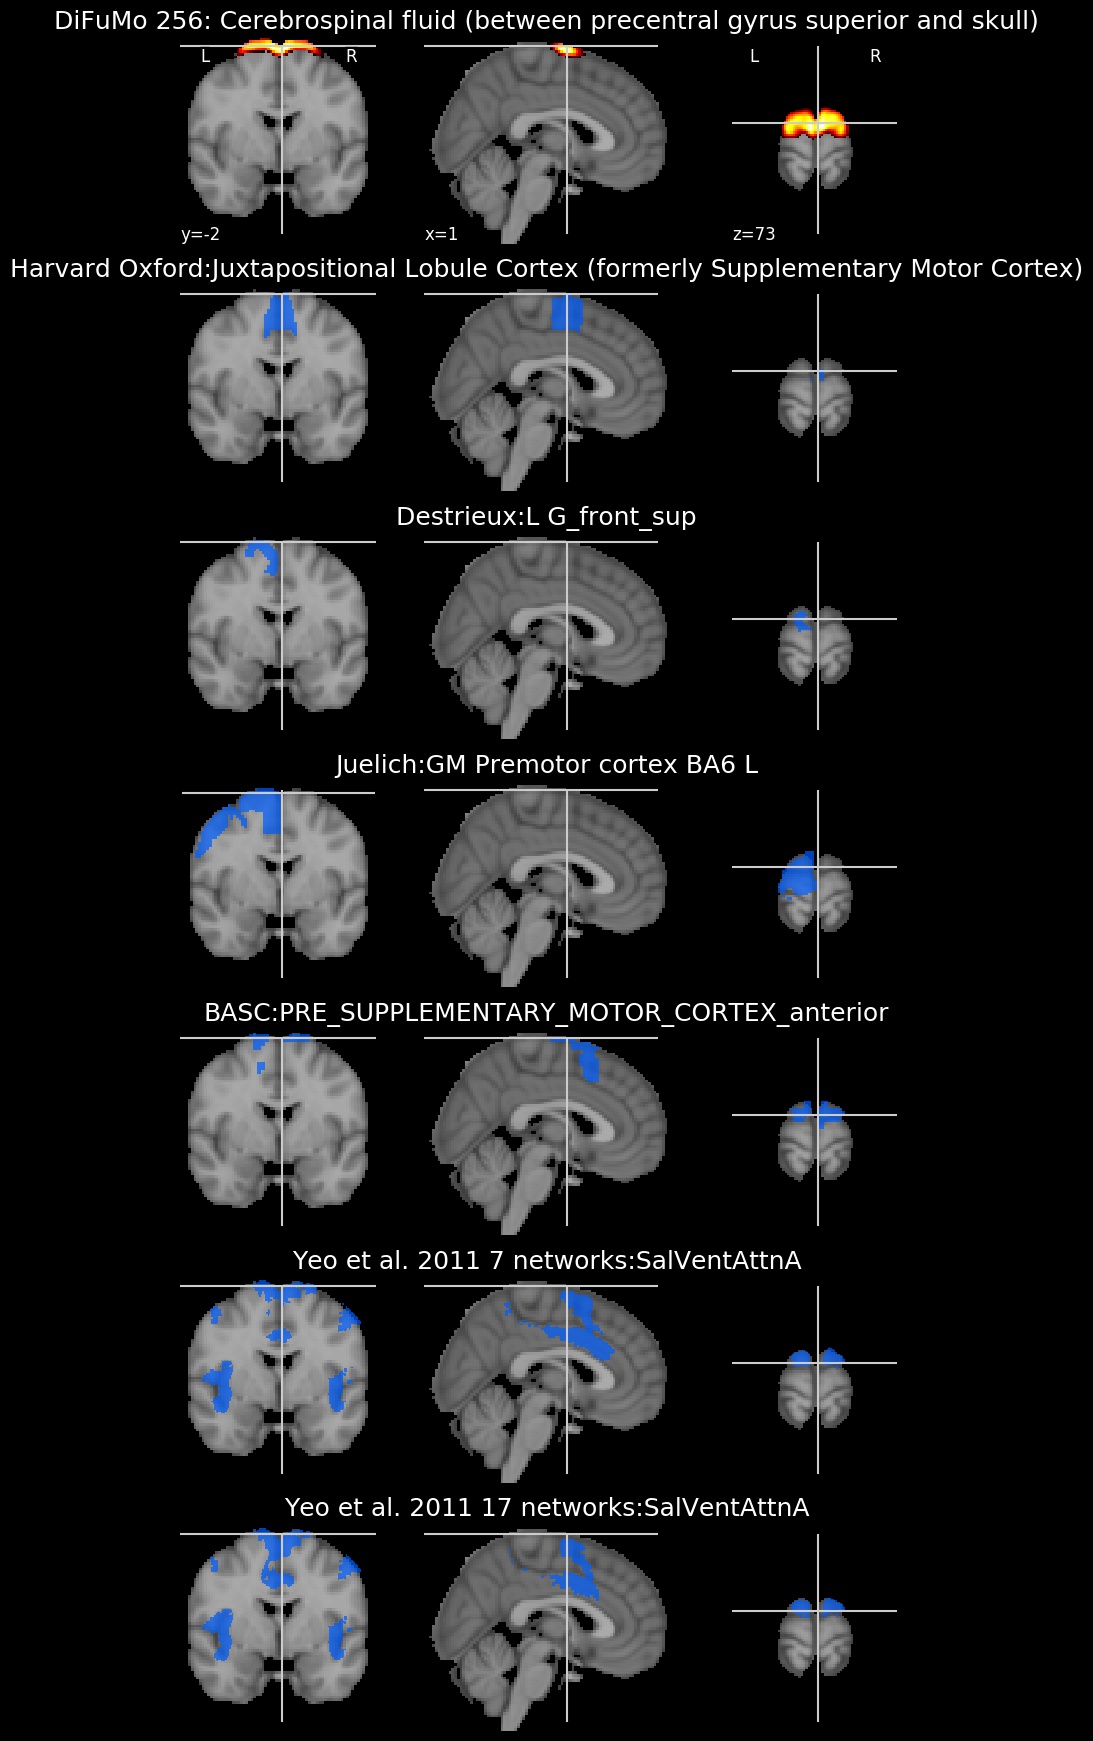 DiFuMo 256: Cerebrospinal fluid (between precentral gyrus superior and skull)
L R L R
y=-2 x=1 z=73
Harvard Oxford:Juxtapositional Lobule Cortex (formerly Supplementary Motor Cortex)
Destrieux:L G_front_sup
Juelich:GM Premotor cortex BA6 L
BASC:PRE_SUPPLEMENTARY_MOTOR_CORTEX_anterior
Yeo et al. 2011 7 networks:SalVentAttnA
Yeo et al. 2011 17 networks:SalVentAttnA